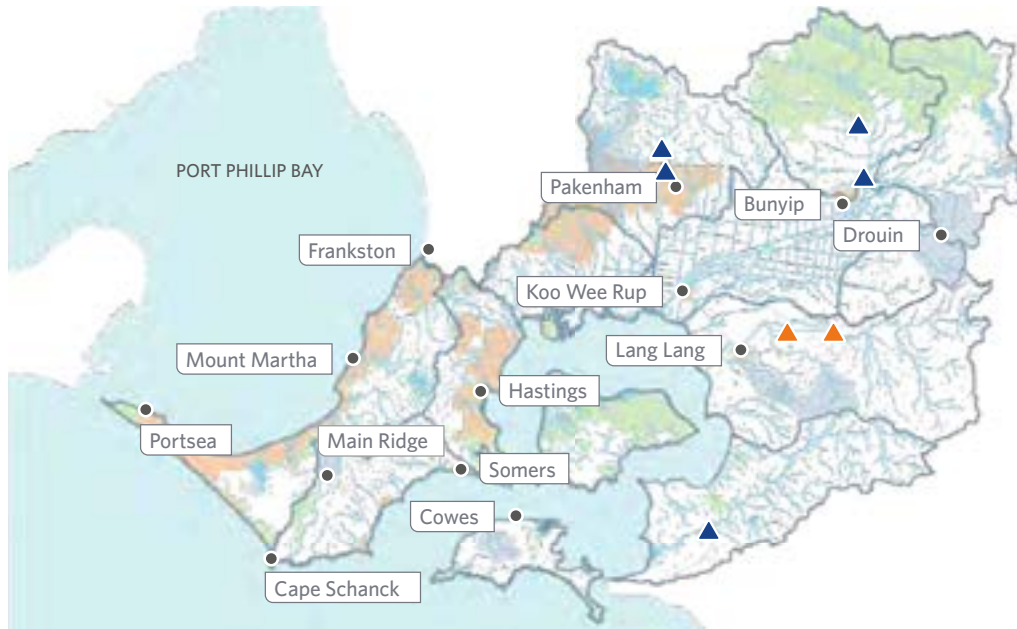 PORT PHILLIP BAY
Pakenham
Bunyip
Drouin
Frankston
Koo Wee Rup
Lang Lang
Mount Martha
Hastings
Portsea
Main Ridge
Somers
Cowes
Cape Schanck